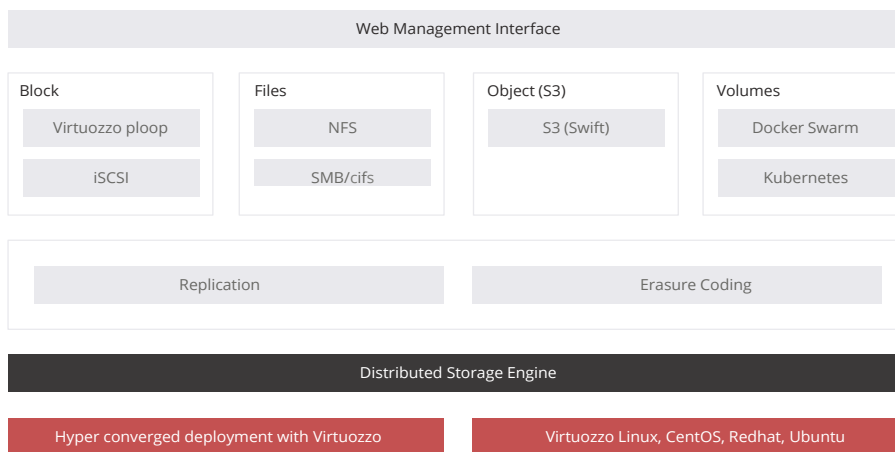 Web Management Interface
Block
Virtuozzo ploop
iSCSI
Files
NFS
SMB/cifs
Object (S3)
S3 (Swift)
Volumes
Docker Swarm
Kubernetes
Replication
Erasure Coding
Distributed Storage Engine
Hyper converged deployment with Virtuozzo
Virtuozzo Linux, CentOS, Redhat, Ubuntu